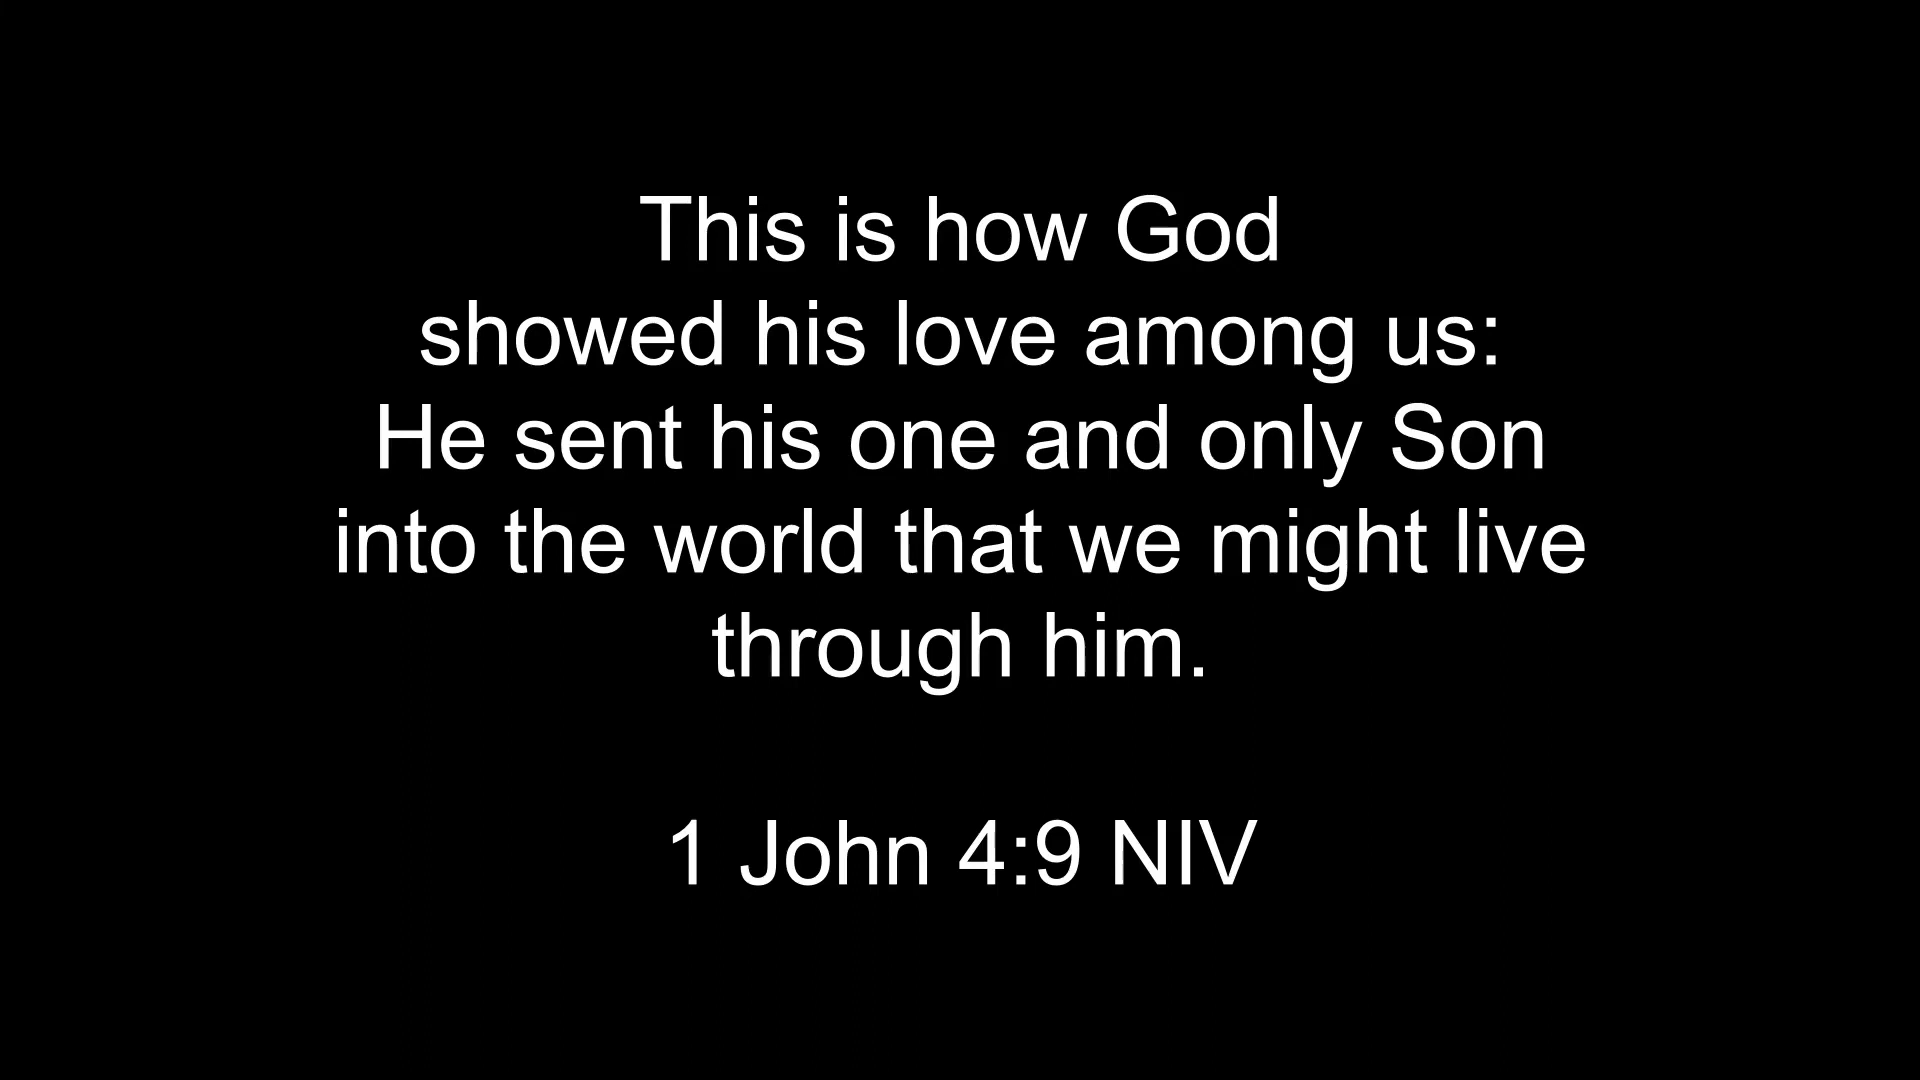 This is how God
showed his love among us:
He sent his one and only Son
into the world that we might live
through him.
1 John 4:9 NIV